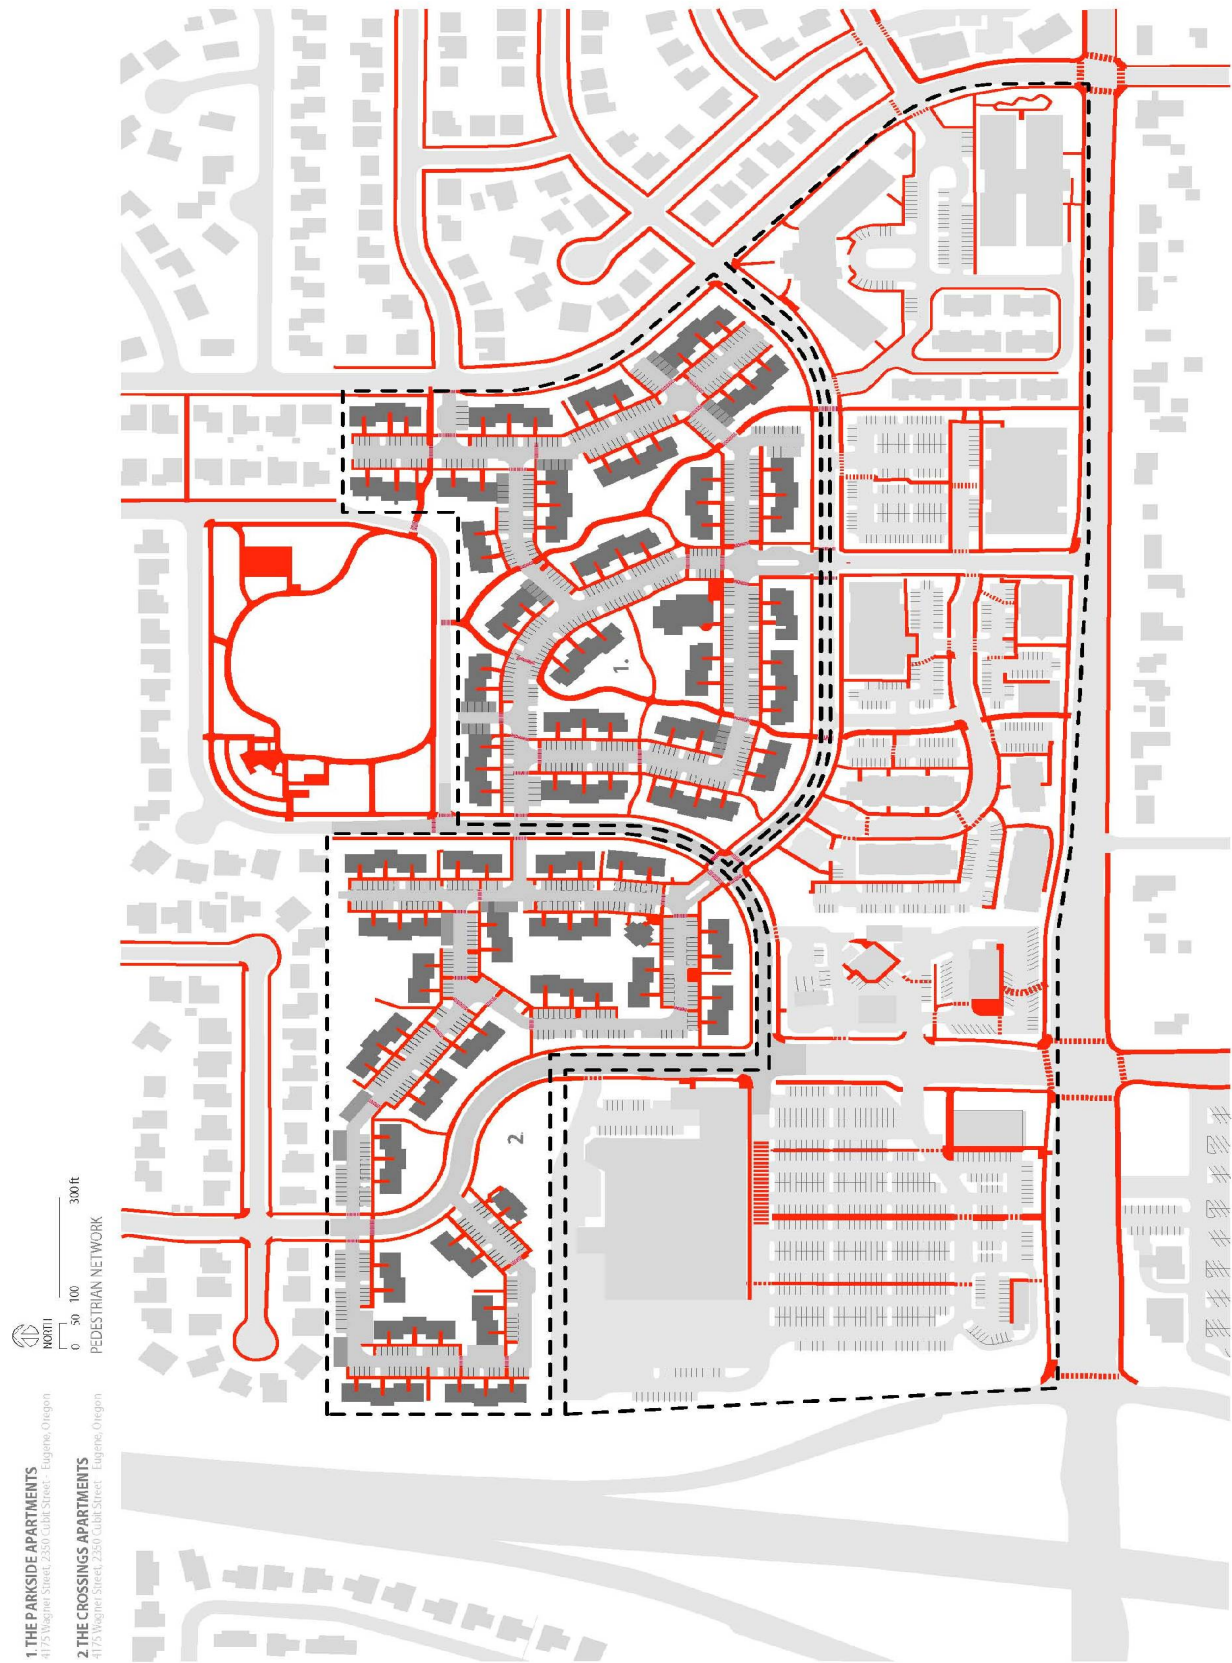 1. THE PARKSIDE APARTMENTS
4175 Wagner Street, 2350 Cubit Street - Eugene, Oregon
2. THE CROSSINGS APARTMENTS
4175 Wagner Street, 2350 Cubit Street Eugene, Oregon
NORTH
0 50 100 300 ft
PEDESTRIAN NETWORK
1.
2